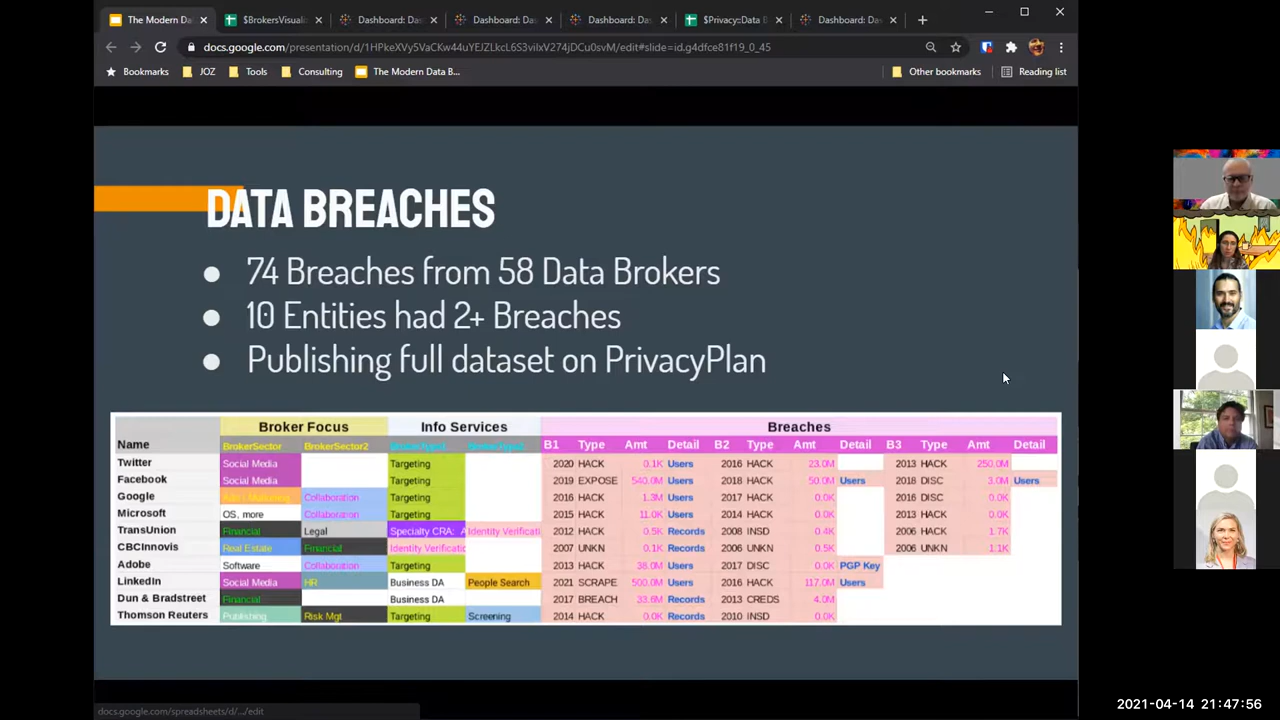 The Modern Da
$BrokersVisual
Dashboard: Da
Dashboard: Da
Dashboard: Da
$Privacy::Data B
Dashboard: Da
docs.google.com/presentation/d/1HPkeXVy5VaCKw44uYEJZLkcL6S3vilxV274jDCu0svM/edit#slide=id.g4dfce81f19_0_45
Bookmarks JOZ Tools Consulting The Modern Data B... Other bookmarks Reading list
DATA BREACHES
● 74 Breaches from 58 Data Brokers
● 10 Entities had 2+ Breaches
● Publishing full dataset on PrivacyPlan
Broker Focus Info Services Breaches
Name BrokerSector BrokerSector2 B1 Type Amt Detail B2 Type Amt Detail B3 Type Amt Detail
Twitter Social Media Targeting 2020 HACK 0.1K Users 2016 HACK 23.0M 2013 HACK 250.0M
Facebook Social Media Targeting 2019 EXPOSE 540.0M Users 2018 HACK 50.0M Users 2018 DISC 3.0M Users
Google Collaboration Targeting 2016 HACK 1.3M Users 2017 HACK 0.0K 2016 DISC 0.0K
Microsoft OS, more Collaboration Targeting 2015 HACK 11.0K Users 2014 HACK 0.0K 2013 HACK 0.0K
TransUnion Financial Legal Specialty CRA: A Identity Verificati 2012 HACK 0.5K Records 2008 INSD 0.4K 2006 HACK 1.7K
CBCInnovis Real Estate Financial Identity Verificatic 2007 UNKN 0.1K Records 2006 UNKN 0.5K 2006 UNKN 1.1K
Adobe Software Collaboration Targeting 2013 HACK 38.0M Users 2017 DISC 0.0K PGP Key
LinkedIn Social Media HR Business DA People Search 2021 SCRAPE 500.0M Users 2016 HACK 117.0M Users
Dun & Bradstreet Financial Business DA 2017 BREACH 33.6M Records 2013 CREDS 4.0M
Thomson Reuters Publishing Risk Mgt Targeting Screening 2014 HACK 0.0K Records 2010 INSD 0.0K
docs.google.com/spreadsheets/d/.../edit
2021-04-14 21:47:56